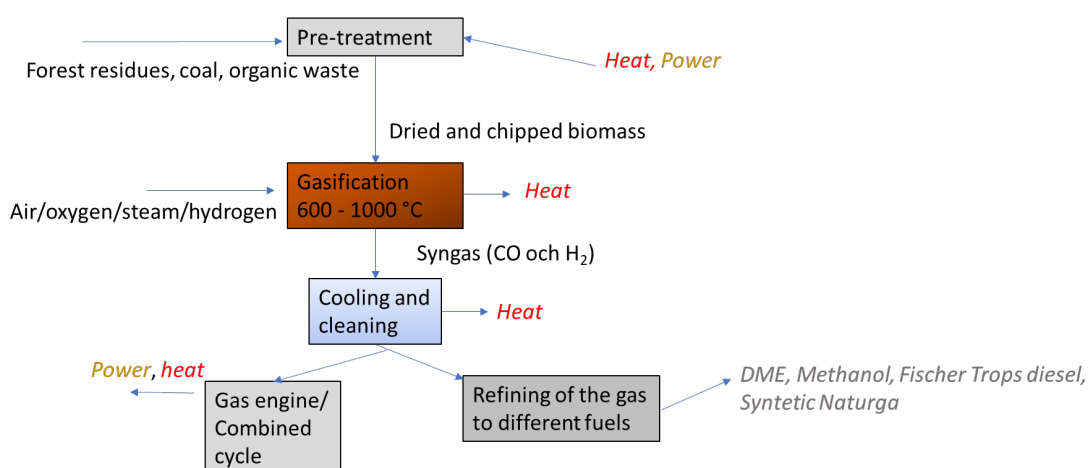 Pre-treatment
Forest residues, coal, organic waste
Heat, Power
Dried and chipped biomass
Gasification
600 - 1000 °C
Heat
Air/oxygen/steam/hydrogen
Syngas (CO och H₂)
Cooling and
cleaning
Heat
Power, heat
Gas engine/
Combined
cycle
Refining of the gas
to different fuels
DME, Methanol, Fischer Trops diesel,
Syntetic Naturga